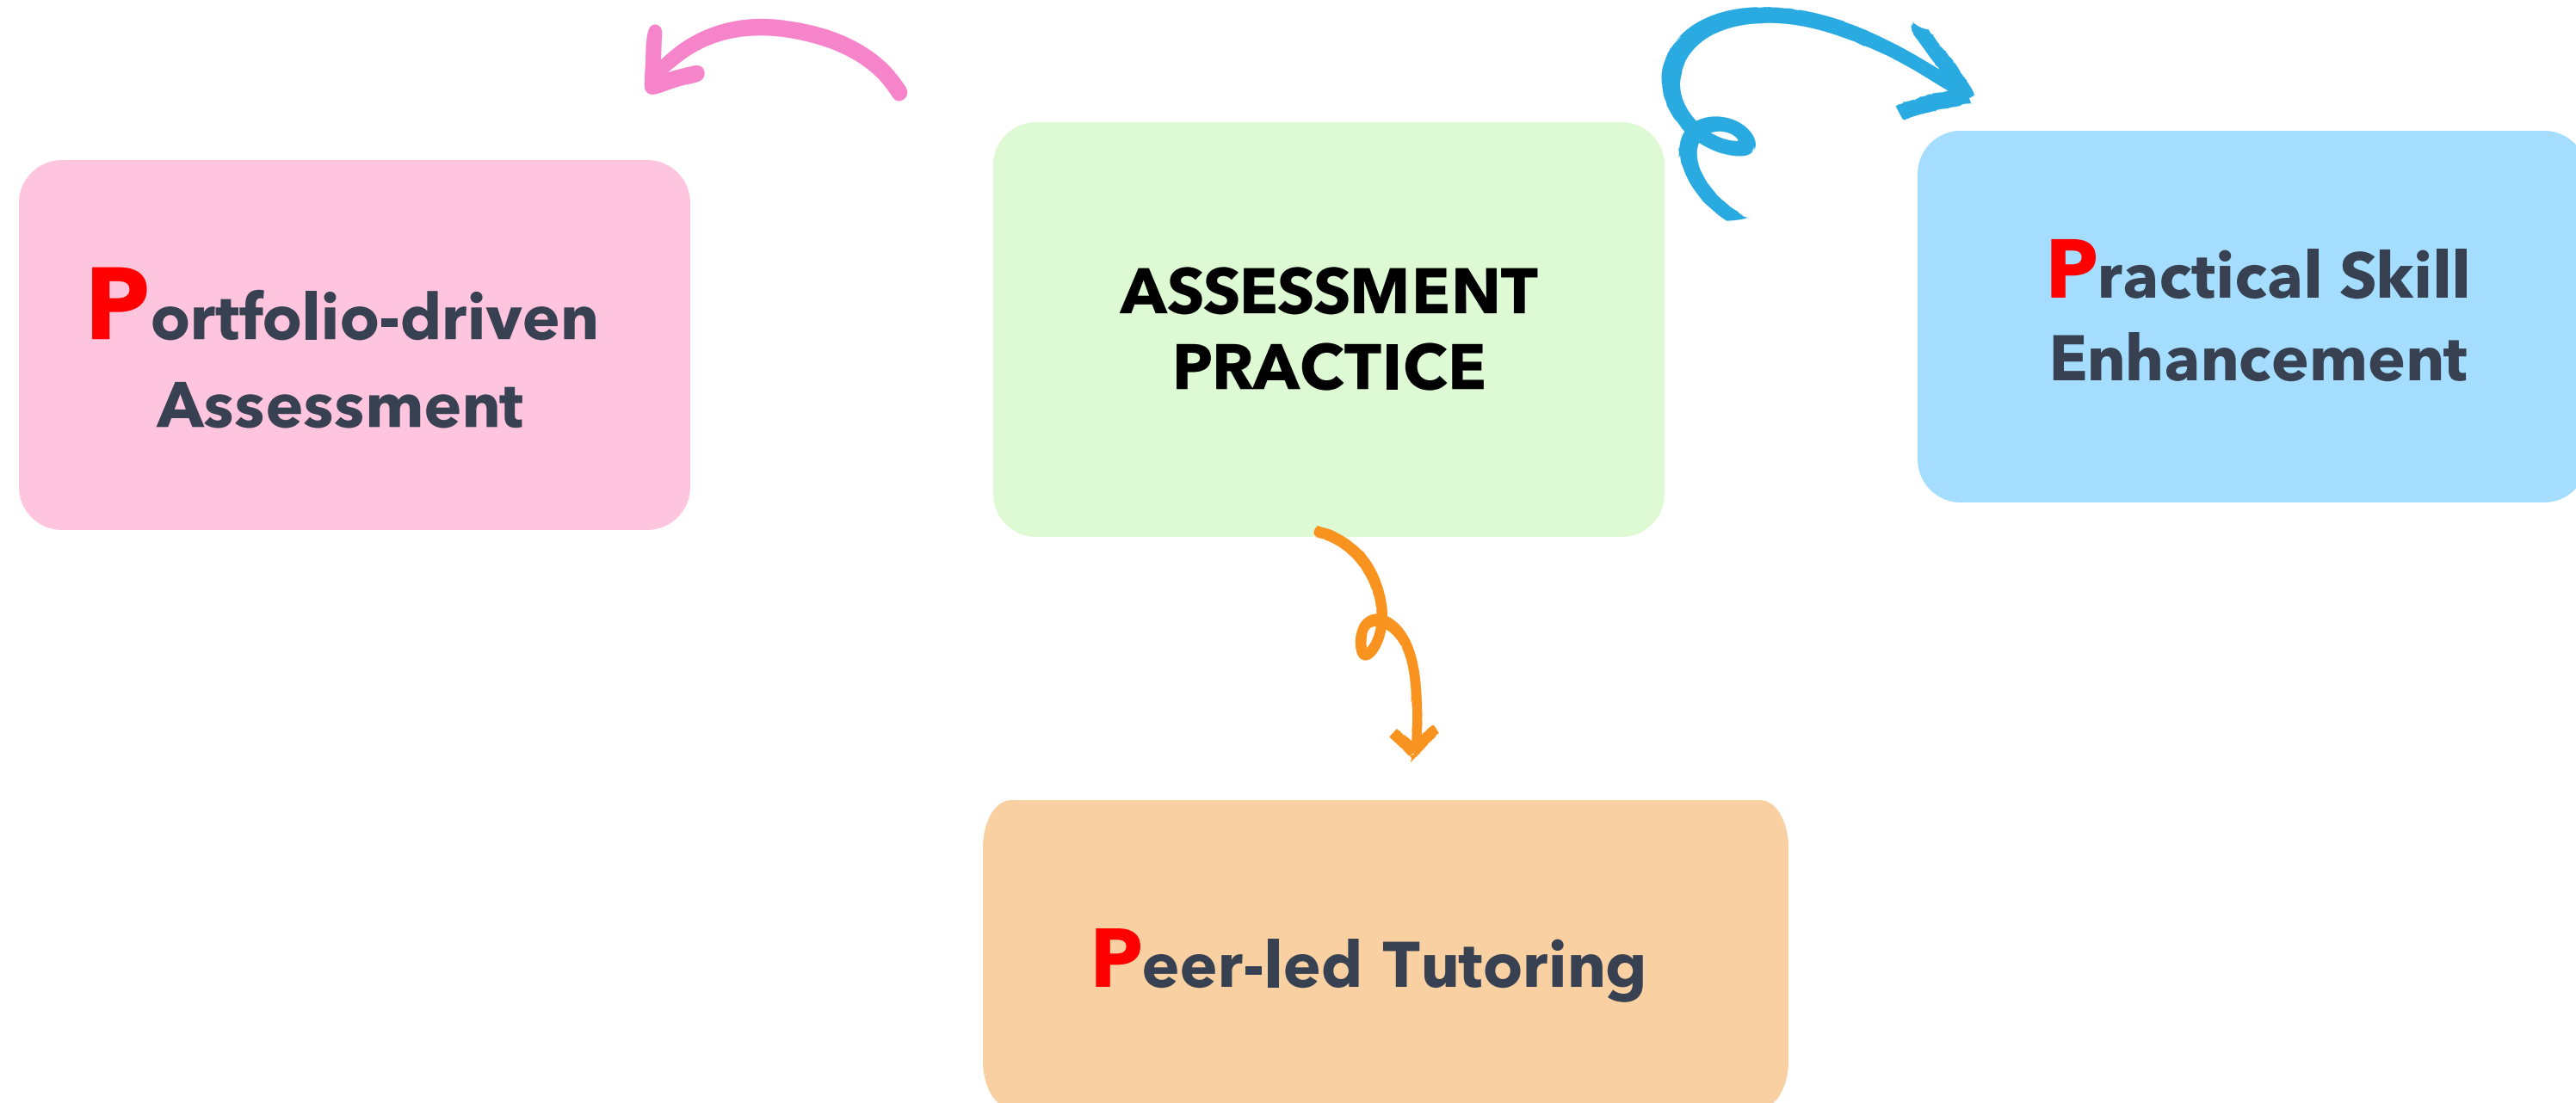 Portfolio-driven
Assessment
ASSESSMENT
PRACTICE
Practical Skill
Enhancement
Peer-led Tutoring